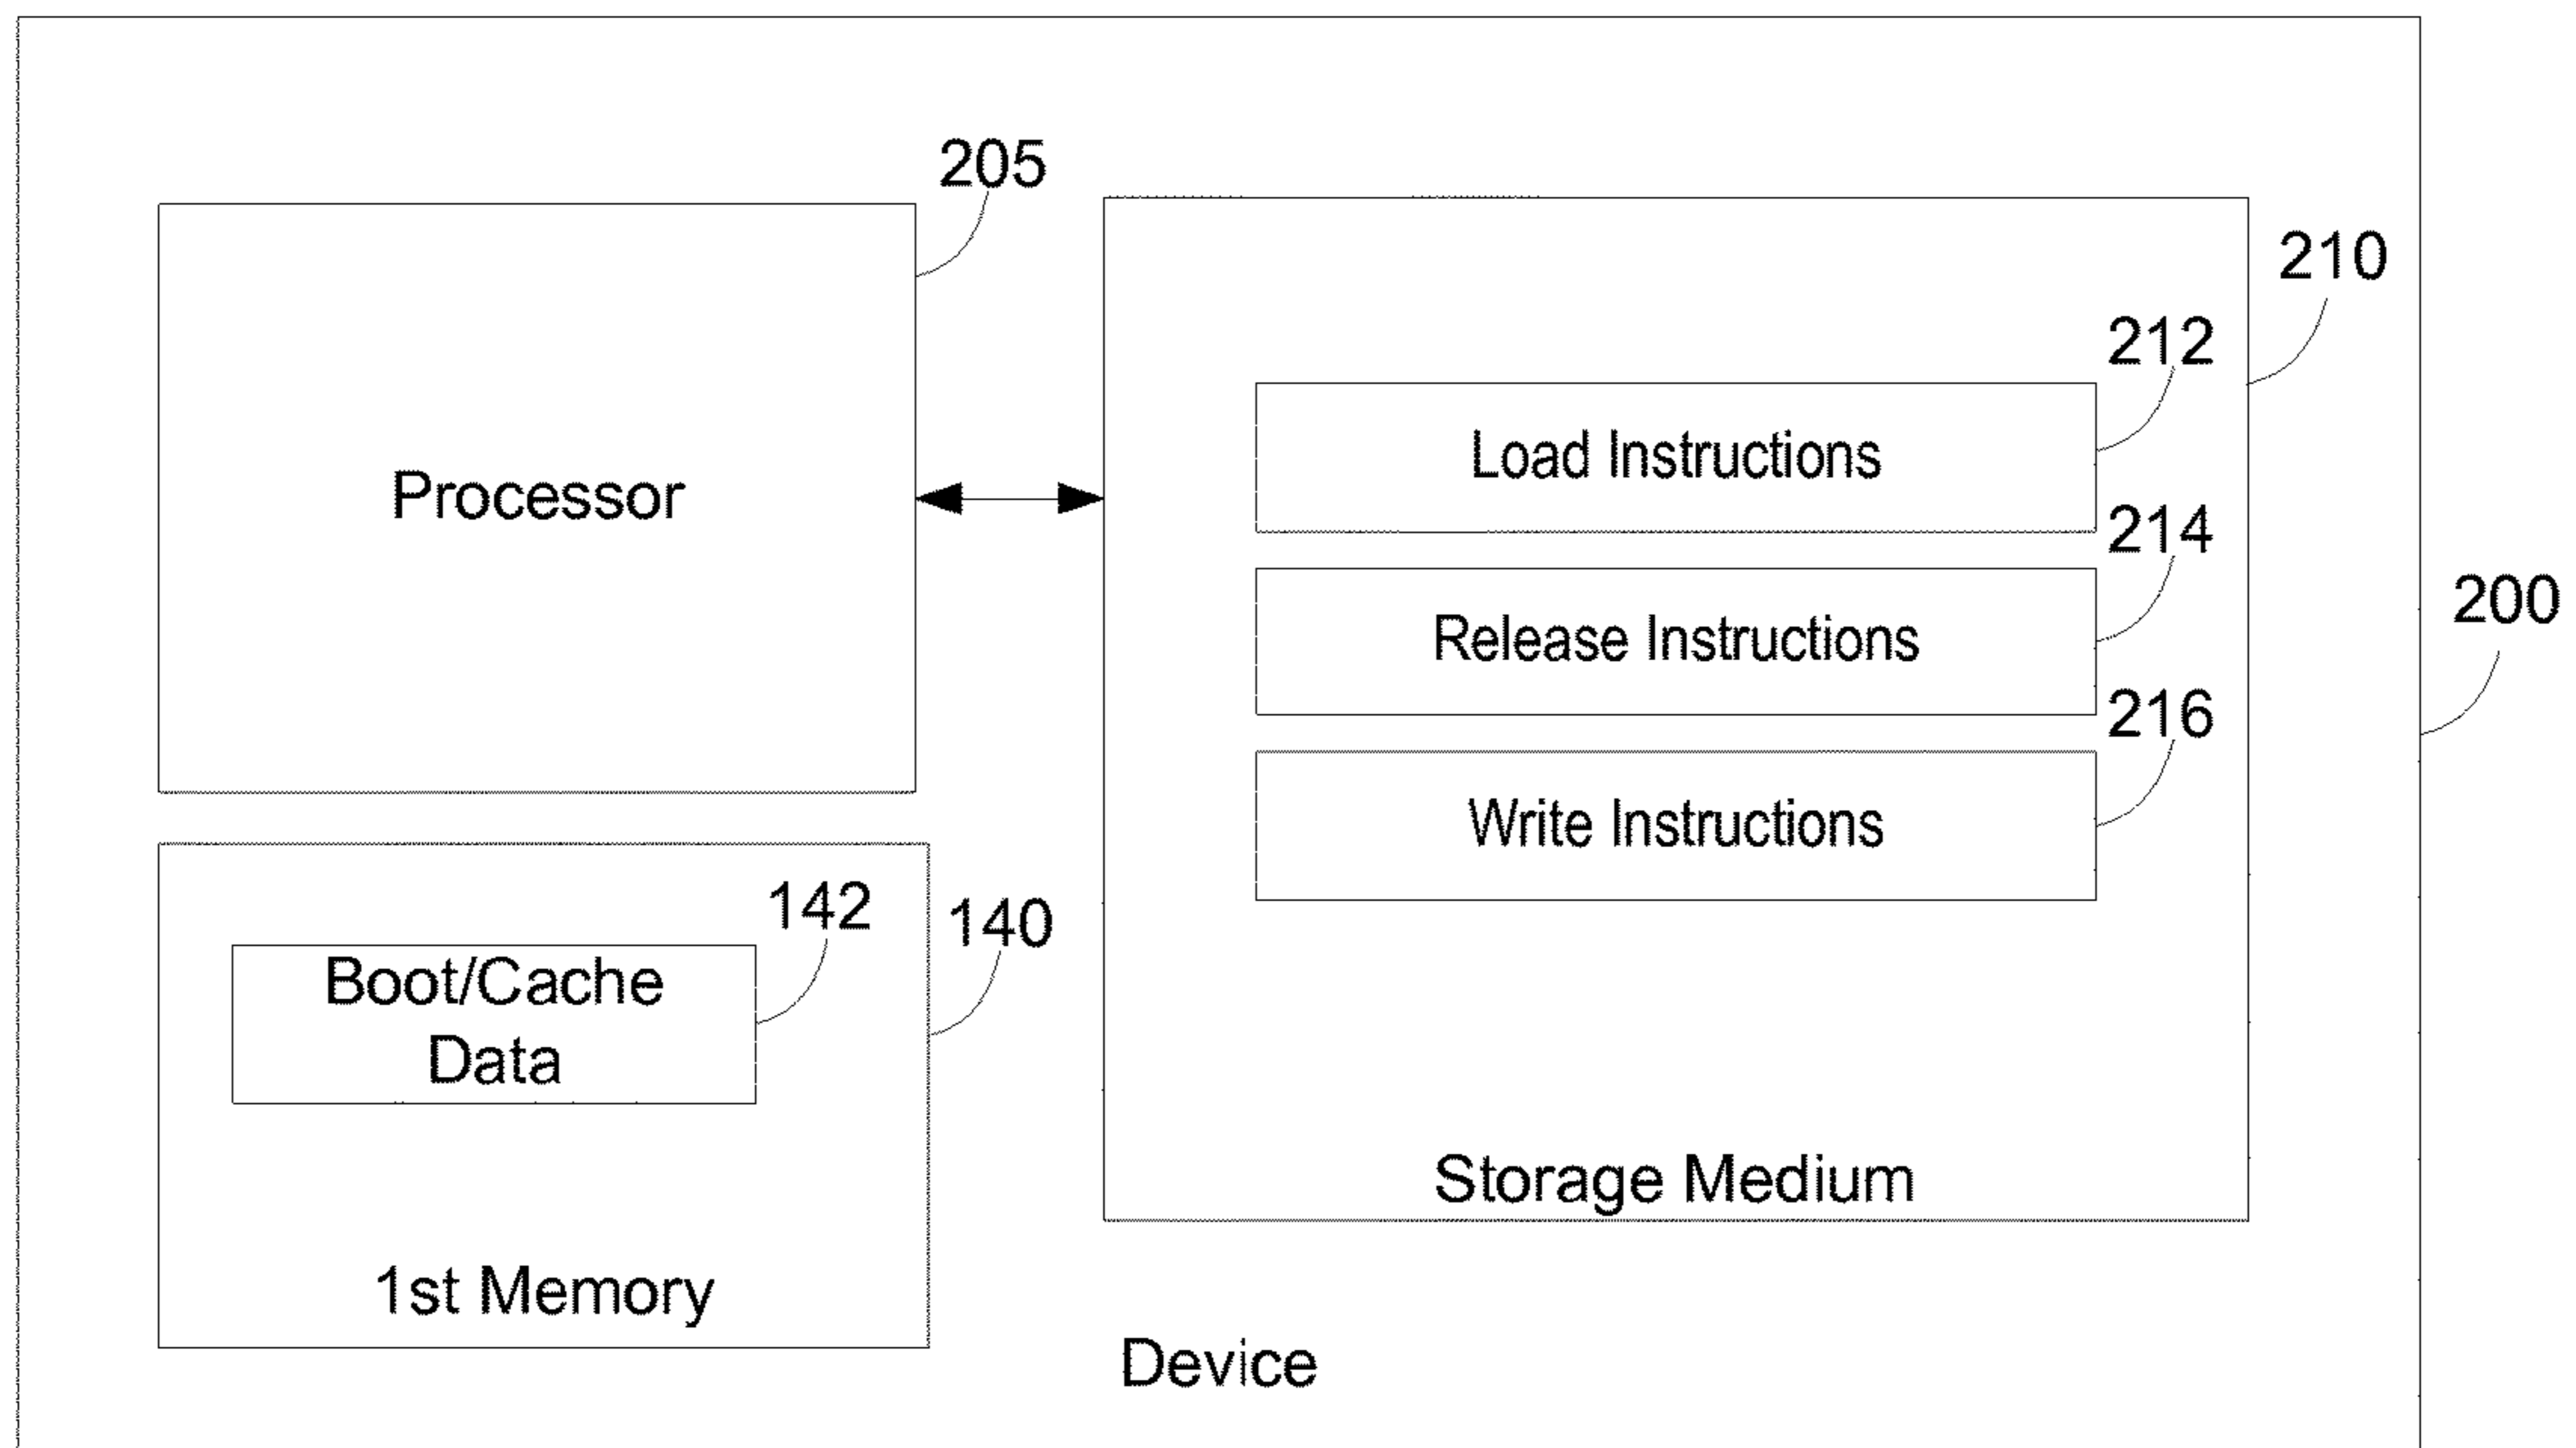 205
210
212
Load Instructions
Processor
214
200
Release Instructions
216
Write Instructions
142
140
Boot/Cache
Data
Storage Medium
1st Memory
Device